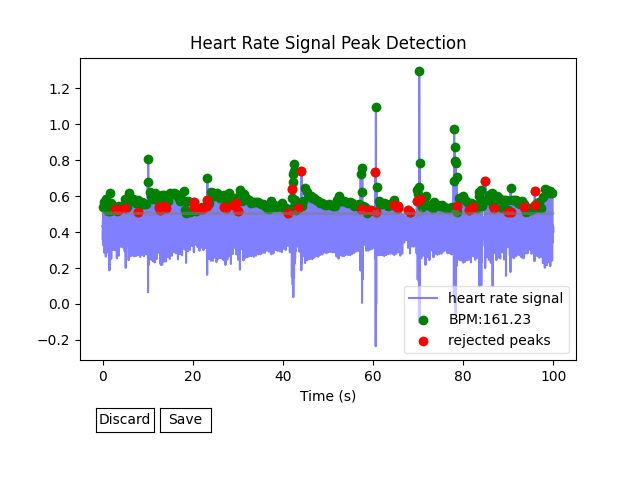 Heart Rate Signal Peak Detection
1.2
1.0
0.8
0.6
0.4
0.2
0.0
−0.2
heart rate signal
BPM:161.23
rejected peaks
0 20 40 60 80 100
Time (s)
Discard Save